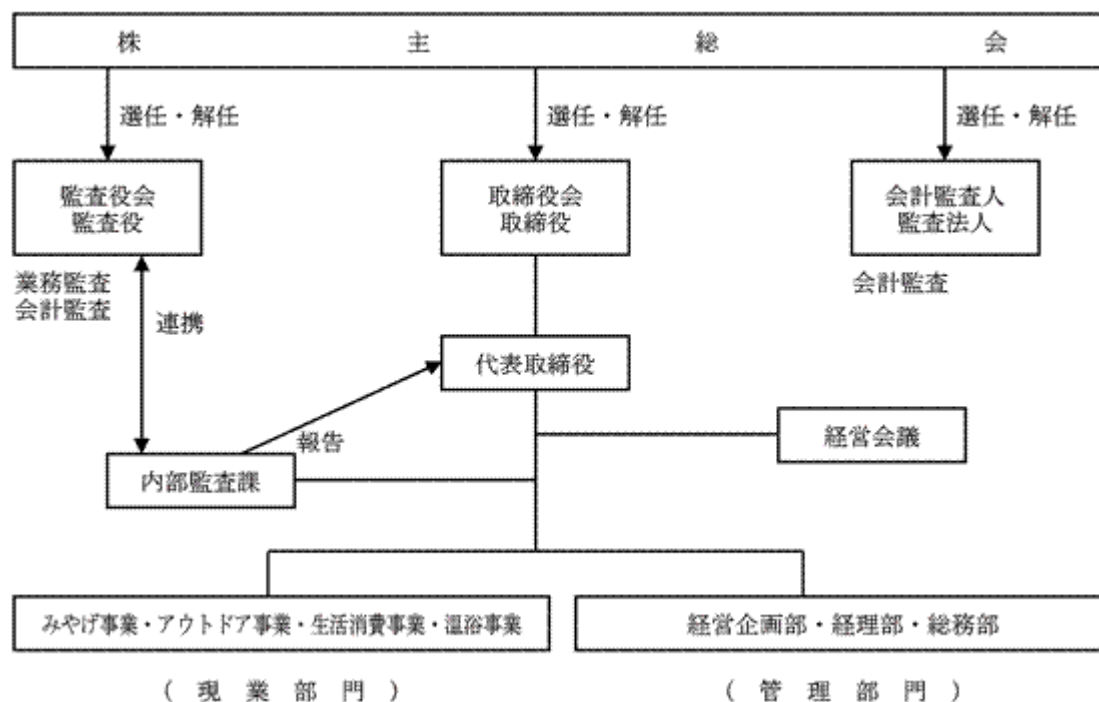 株主総会
選任・解任
選任・解任
選任・解任
監査役会
監査役
取締役会
取締役
会計監査人
監査法人
業務監査
会計監査
会計監査
連携
代表取締役
報告
経営会議
内部監査課
みやげ事業・アウトドア事業・生活消費事業・温浴事業
経営企画部・経理部・総務部
(現業部門)
(管理部門)